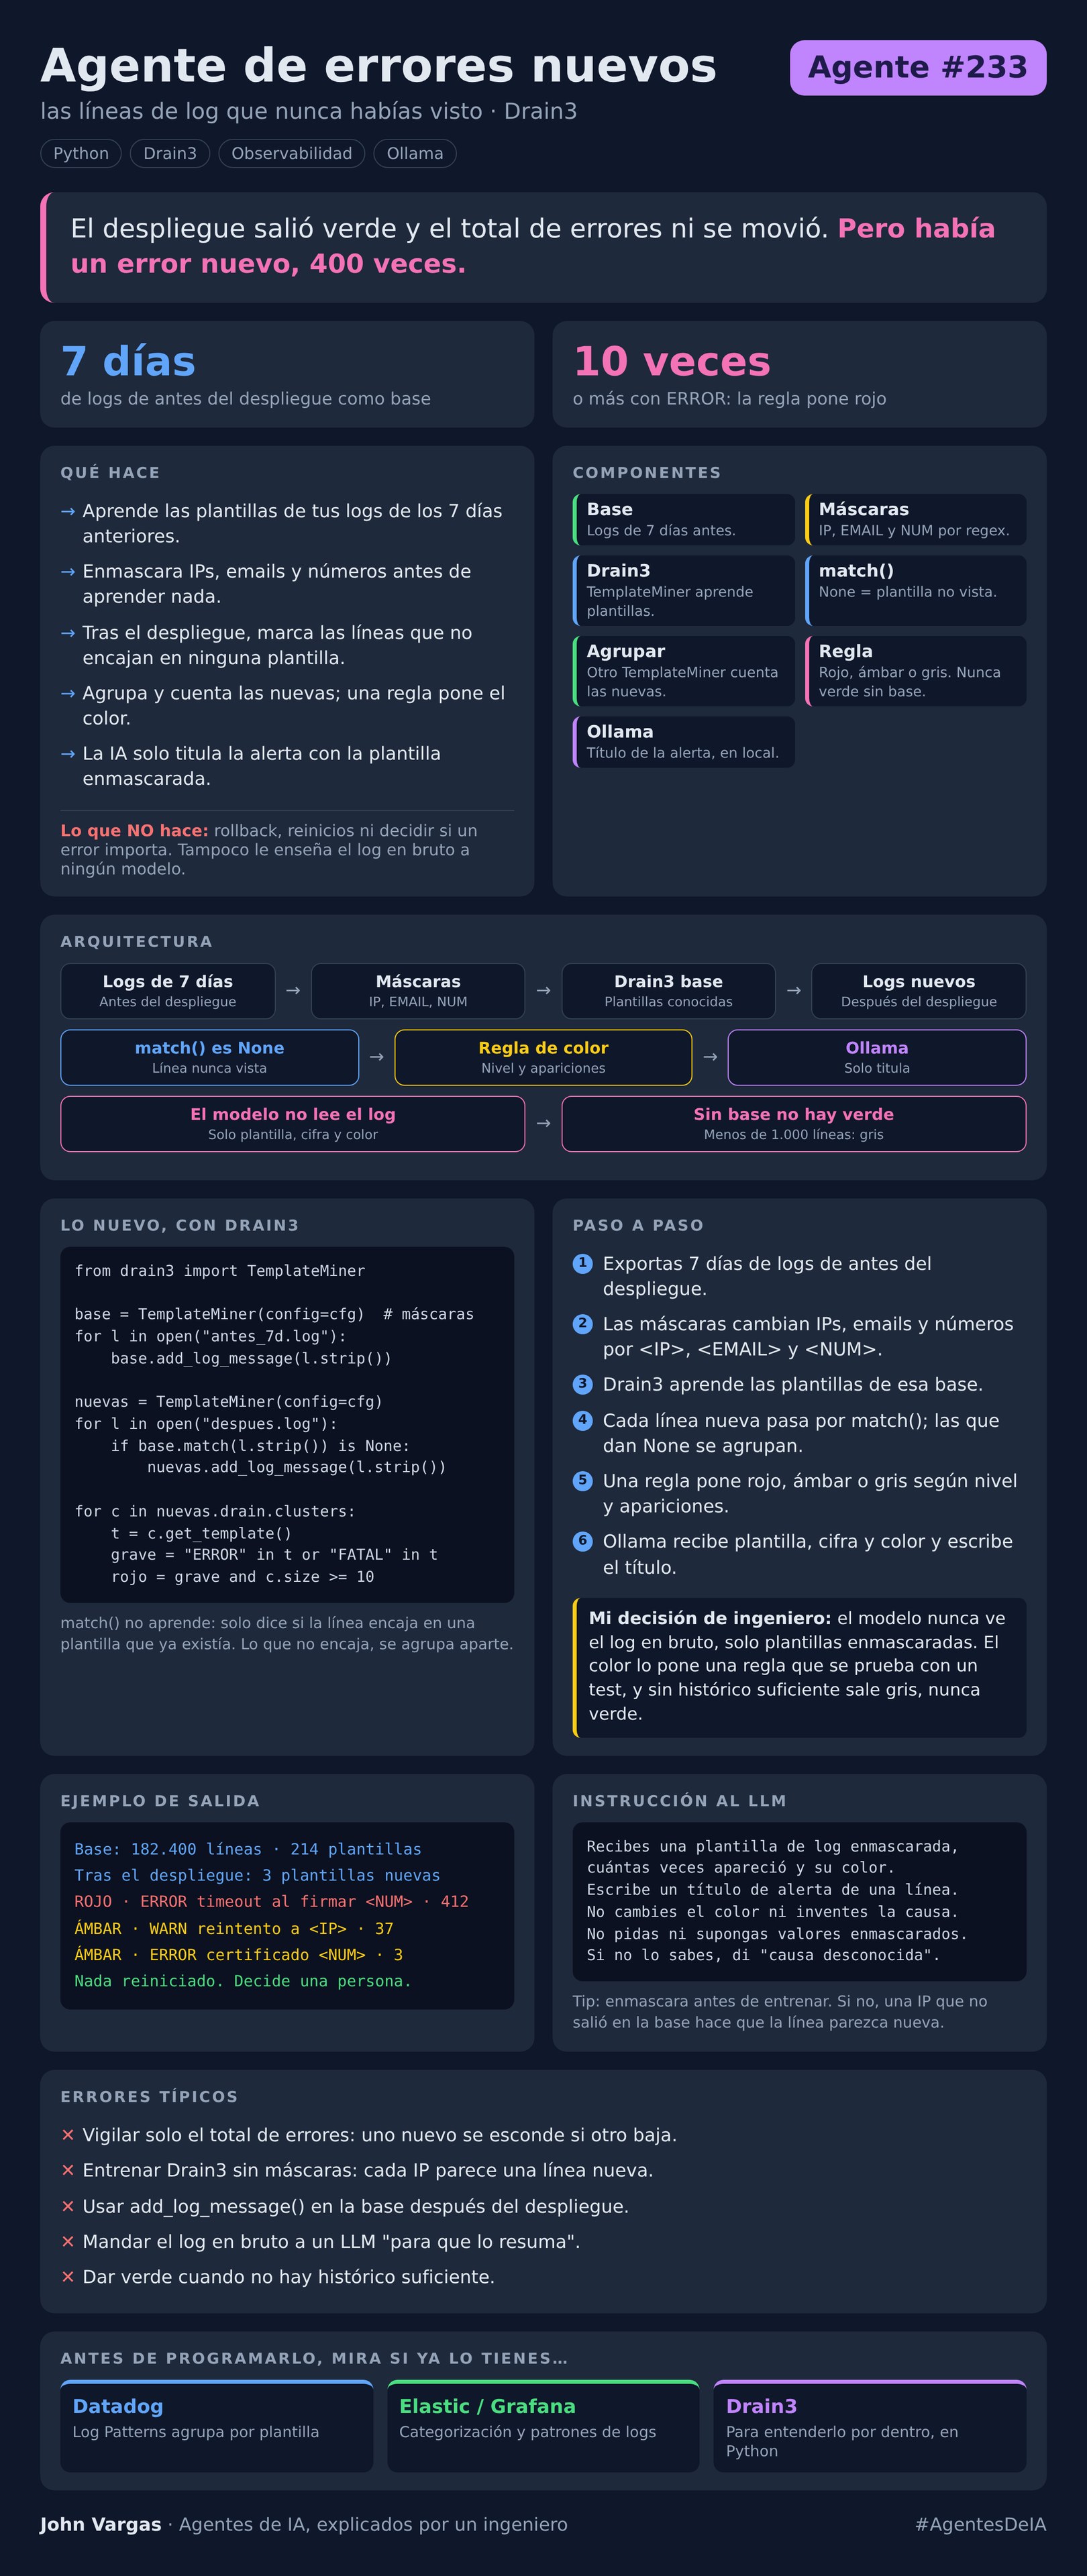 Agente de errores nuevos
Agente #233
las líneas de log que nunca habías visto · Drain3
Python
Drain3
Observabilidad
Ollama
El despliegue salió verde y el total de errores ni se movió. Pero había
un error nuevo, 400 veces.
7 días
de logs de antes del despliegue como base
10 veces
o más con ERROR: la regla pone rojo
QUÉ HACE
→ Aprende las plantillas de tus logs de los 7 días
anteriores.
→ Enmascara IPs, emails y números antes de
aprender nada.
→ Tras el despliegue, marca las líneas que no
encajan en ninguna plantilla.
→ Agrupa y cuenta las nuevas; una regla pone el
color.
→ La IA solo titula la alerta con la plantilla
enmascarada.
Lo que NO hace: rollback, reinicios ni decidir si un
error importa. Tampoco le enseña el log en bruto a
ningún modelo.
COMPONENTES
Base
Logs de 7 días antes.
Máscaras
IP, EMAIL y NUM por regex.
Drain3
TemplateMiner aprende
plantillas.
match()
None = plantilla no vista.
Agrupar
Otro TemplateMiner cuenta
las nuevas.
Regla
Rojo, ámbar o gris. Nunca
verde sin base.
Ollama
Título de la alerta, en local.
ARQUITECTURA
Logs de 7 días
Antes del despliegue
→
Máscaras
IP, EMAIL, NUM
→
Drain3 base
Plantillas conocidas
→
Logs nuevos
Después del despliegue
match() es None
Línea nunca vista
→
Regla de color
Nivel y apariciones
→
Ollama
Solo titula
El modelo no lee el log
Solo plantilla, cifra y color
→
Sin base no hay verde
Menos de 1.000 líneas: gris
LO NUEVO, CON DRAIN3
from drain3 import TemplateMiner
base = TemplateMiner(config=cfg)  # máscaras
for l in open("antes_7d.log"):
    base.add_log_message(l.strip())
nuevas = TemplateMiner(config=cfg)
for l in open("despues.log"):
    if base.match(l.strip()) is None:
        nuevas.add_log_message(l.strip())
for c in nuevas.drain.clusters:
    t = c.get_template()
    grave = "ERROR" in t or "FATAL" in t
    rojo = grave and c.size >= 10
match() no aprende: solo dice si la línea encaja en una
plantilla que ya existía. Lo que no encaja, se agrupa aparte.
PASO A PASO
1 Exportas 7 días de logs de antes del
despliegue.
2 Las máscaras cambian IPs, emails y números
por <IP>, <EMAIL> y <NUM>.
3 Drain3 aprende las plantillas de esa base.
4 Cada línea nueva pasa por match(); las que
dan None se agrupan.
5 Una regla pone rojo, ámbar o gris según nivel
y apariciones.
6 Ollama recibe plantilla, cifra y color y escribe
el título.
Mi decisión de ingeniero: el modelo nunca ve
el log en bruto, solo plantillas enmascaradas. El
color lo pone una regla que se prueba con un
test, y sin histórico suficiente sale gris, nunca
verde.
EJEMPLO DE SALIDA
Base: 182.400 líneas · 214 plantillas
Tras el despliegue: 3 plantillas nuevas
ROJO · ERROR timeout al firmar <NUM> · 412
ÁMBAR · WARN reintento a <IP> · 37
ÁMBAR · ERROR certificado <NUM> · 3
Nada reiniciado. Decide una persona.
INSTRUCCIÓN AL LLM
Recibes una plantilla de log enmascarada,
cuántas veces apareció y su color.
Escribe un título de alerta de una línea.
No cambies el color ni inventes la causa.
No pidas ni supongas valores enmascarados.
Si no lo sabes, di "causa desconocida".
Tip: enmascara antes de entrenar. Si no, una IP que no
salió en la base hace que la línea parezca nueva.
ERRORES TÍPICOS
✕ Vigilar solo el total de errores: uno nuevo se esconde si otro baja.
✕ Entrenar Drain3 sin máscaras: cada IP parece una línea nueva.
✕ Usar add_log_message() en la base después del despliegue.
✕ Mandar el log en bruto a un LLM "para que lo resuma".
✕ Dar verde cuando no hay histórico suficiente.
ANTES DE PROGRAMARLO, MIRA SI YA LO TIENES…
Datadog
Log Patterns agrupa por plantilla
Elastic / Grafana
Categorización y patrones de logs
Drain3
Para entenderlo por dentro, en
Python
John Vargas · Agentes de IA, explicados por un ingeniero
#AgentesDeIA